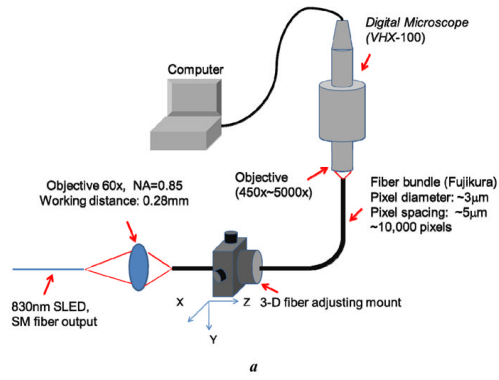 Digital Microscope
(VHX-100)
Computer
Objective
(450x~5000x)
Fiber bundle (Fujikura)
Pixel diameter: ~3µm
Pixel spacing: ~5µm
~10,000 pixels
Objective 60x, NA=0.85
Working distance: 0.28mm
830nm SLED,
SM fiber output
X
Z
Y
3-D fiber adjusting mount
a